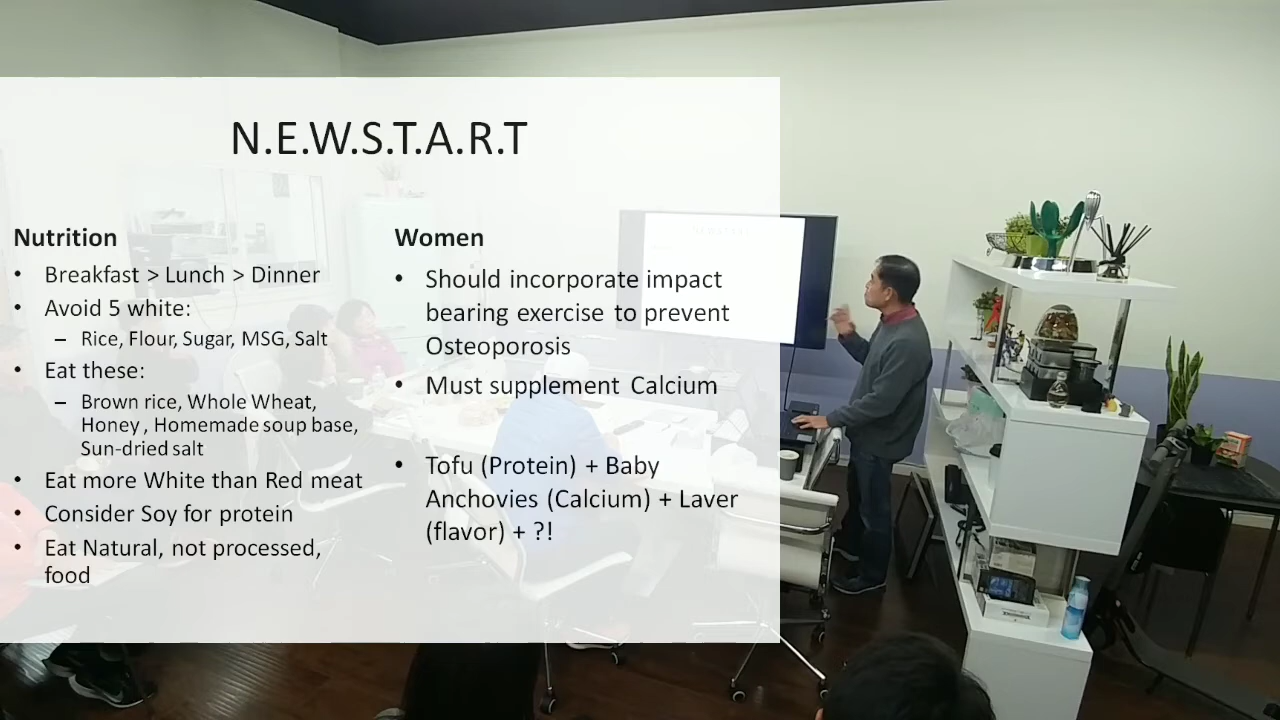 N.E.W.S.T.A.R.T
Nutrition
• Breakfast > Lunch > Dinner
• Avoid 5 white:
– Rice, Flour, Sugar, MSG, Salt
• Eat these:
– Brown rice, Whole Wheat,
Honey , Homemade soup base,
Sun-dried salt
• Eat more White than Red meat
• Consider Soy for protein
• Eat Natural, not processed,
food
Women
• Should incorporate impact
bearing exercise to prevent
Osteoporosis
• Must supplement Calcium
• Tofu (Protein) + Baby
Anchovies (Calcium) + Laver
(flavor) + ?!